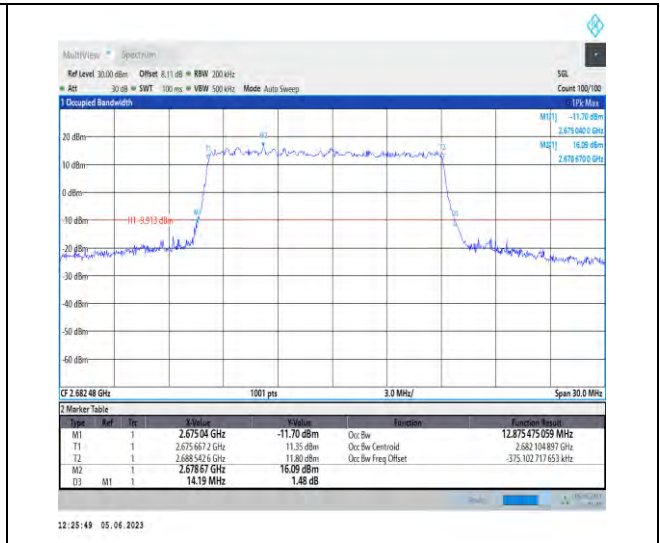 MultiView Spectrum
Ref Level 30.00 dBm Offset 8.11 dB RBW 200 kHz SGL
Att 30 dB SWT 100 ms VBW 500 kHz Mode Auto Sweep Count 100/100
1 Occupied Bandwidth 1Pk Max
M1[1] -11.70 dBm
2.675 040 0 GHz
M2[1] 16.09 dBm
2.678 670 0 GHz
20 dBm
T1 M2 T2
10 dBm
0 dBm
-10 dBm H1 -9.913 dBm
-20 dBm
-30 dBm
-40 dBm
-50 dBm
-60 dBm
CF 2.682 48 GHz 1001 pts 3.0 MHz/ Span 30.0 MHz
2 Marker Table
Type Ref Trc X-Value Y-Value Function Function Result
M1 1 2.675 04 GHz -11.70 dBm Occ Bw 12.875 475 059 MHz
T1 1 2.675 667 2 GHz 11.35 dBm Occ Bw Centroid 2.682 104 897 GHz
T2 1 2.688 542 6 GHz 11.80 dBm Occ Bw Freq Offset -375.102 717 653 kHz
M2 1 2.678 67 GHz 16.09 dBm
D3 M1 1 14.19 MHz 1.48 dB
12:25:49 05.06.2023